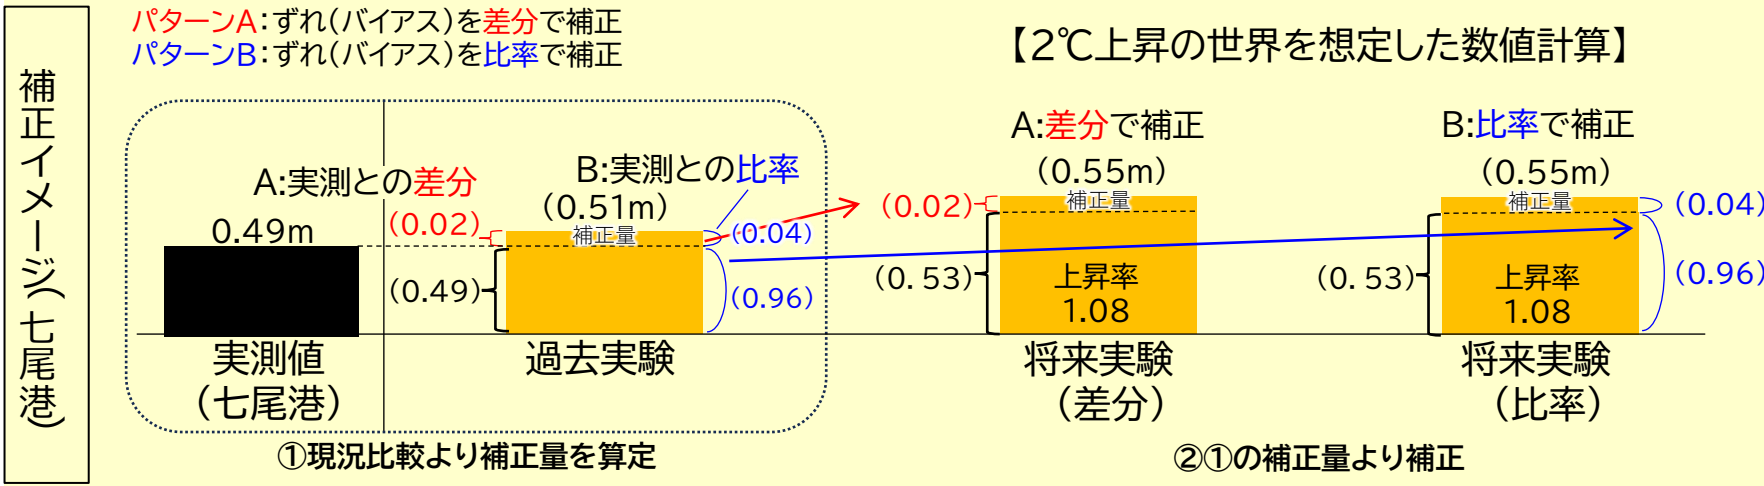 補正イメージ(七尾港)
パターンA:ずれ(バイアス)を差分で補正
パターンB:ずれ(バイアス)を比率で補正
【2℃上昇の世界を想定した数値計算】
A:実測との差分
B:実測との比率
0.49m
(0.02)
(0.51m)
補正量
(0.04)
(0.49)
(0.96)
実測値
(七尾港)
過去実験
①現況比較より補正量を算定
A:差分で補正
(0.55m)
(0.02)
補正量
(0.53)
上昇率
1.08
将来実験
(差分)
B:比率で補正
(0.55m)
補正量
(0.04)
(0.53)
上昇率
1.08
(0.96)
将来実験
(比率)
②①の補正量より補正